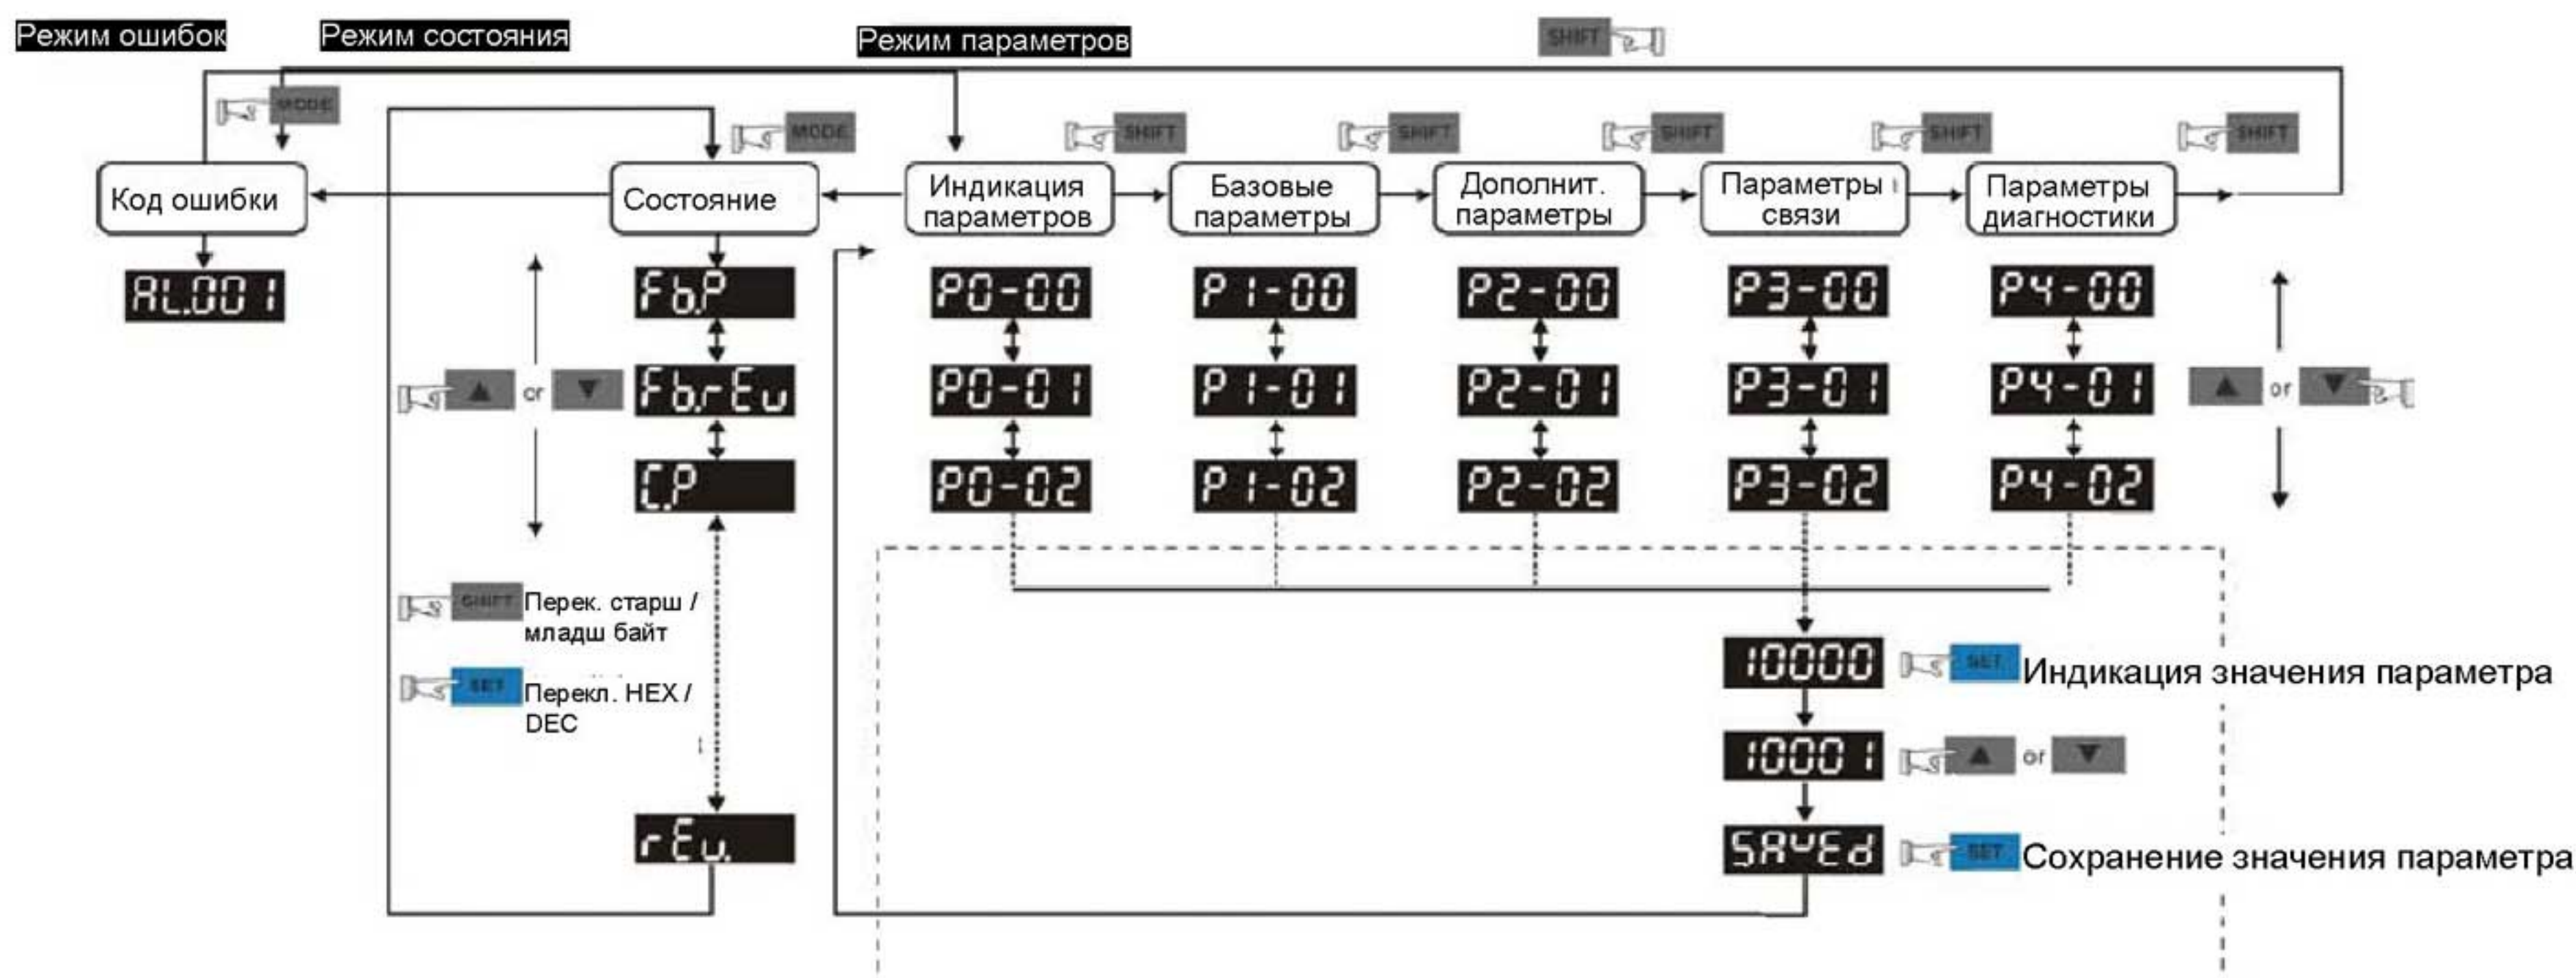 Режим ошибок
Режим состояния
Режим параметров
SHIFT
MODE
MODE
SHIFT
SHIFT
SHIFT
SHIFT
SHIFT
Код ошибки
Состояние
Индикация
параметров
Базовые
параметры
Дополнит.
параметры
Параметры
связи
Параметры
диагностики
AL.001
Fb.P
P0-00
P1-00
P2-00
P3-00
P4-00
▲ or ▼
Fb.rEu
P0-01
P1-01
P2-01
P3-01
P4-01
▲ or ▼
C.P
P0-02
P1-02
P2-02
P3-02
P4-02
SHIFT Перек. старш /
младш байт
SET Перекл. HEX /
DEC
10000
SET Индикация значения параметра
10001
▲ or ▼
rEu.
SAvEd
SET Сохранение значения параметра